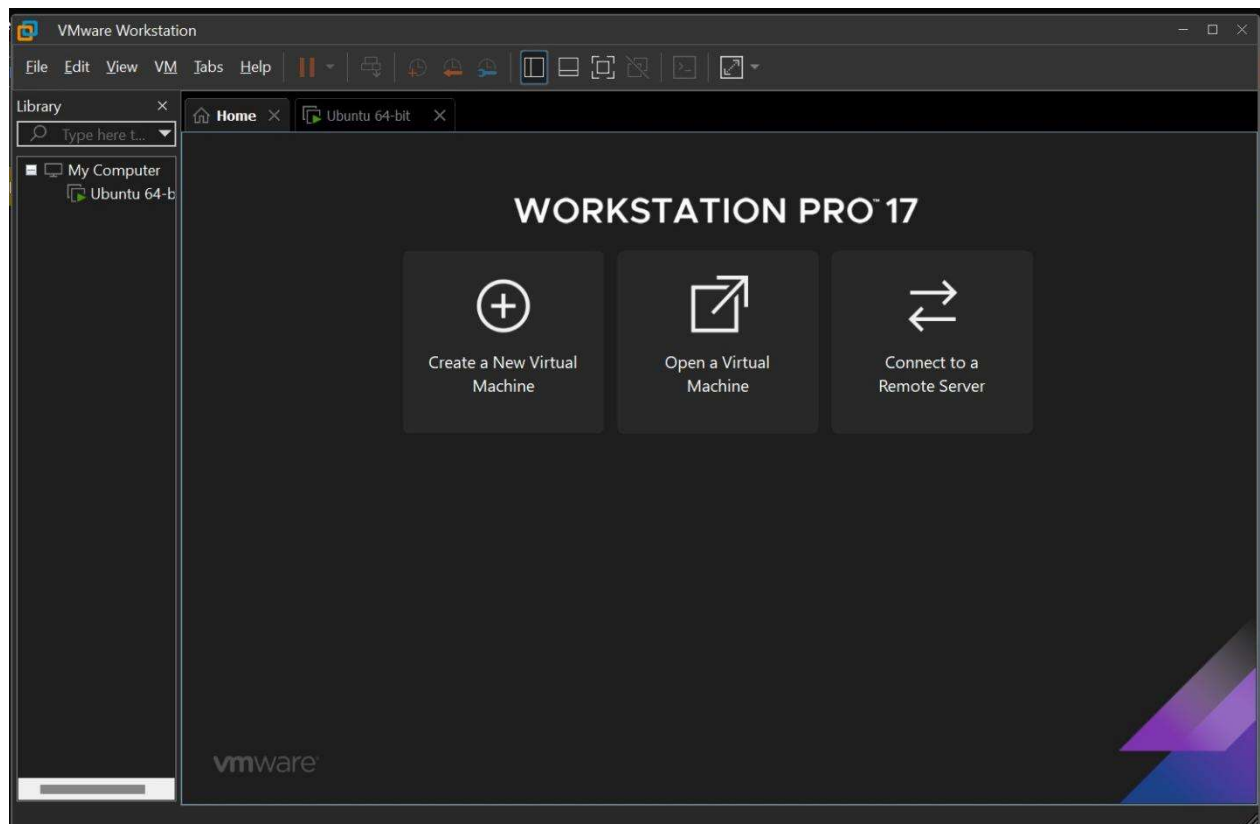 VMware Workstation
File Edit View VM Tabs Help
Library
Home
Ubuntu 64-bit
Type here t...
My Computer
Ubuntu 64-b
WORKSTATION PRO™ 17
Create a New Virtual
Machine
Open a Virtual
Machine
Connect to a
Remote Server
vmware